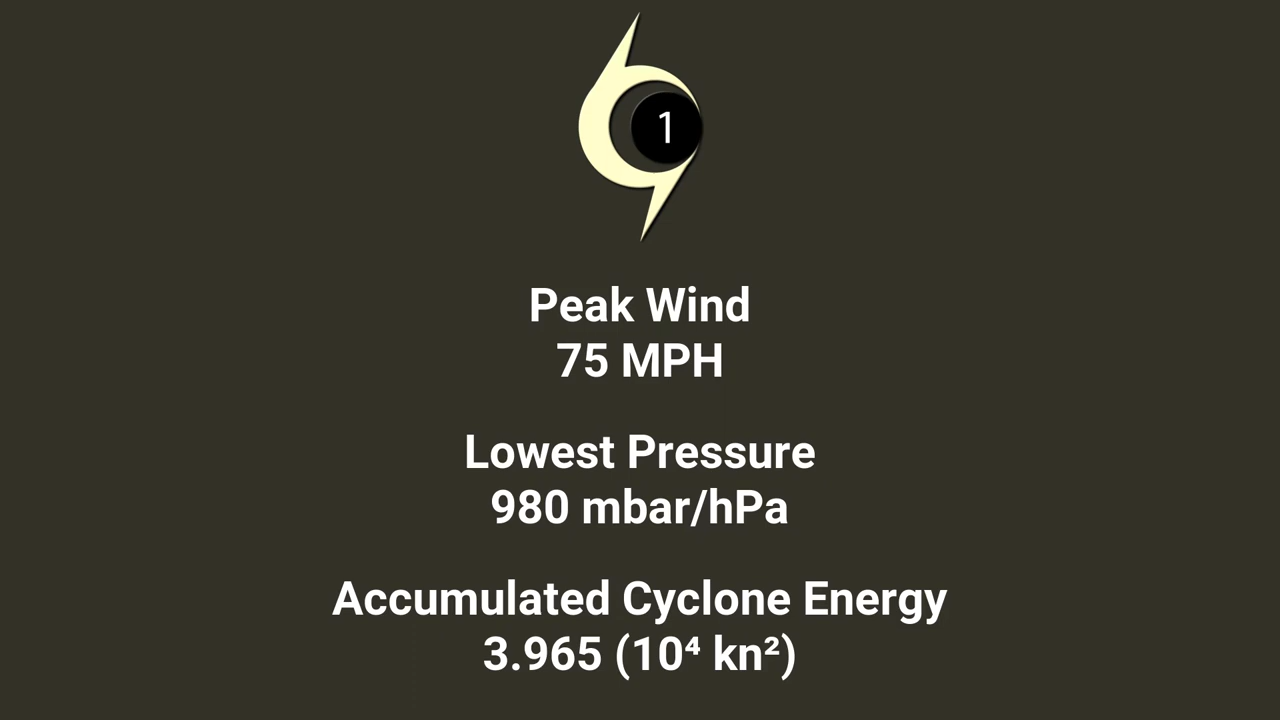 1
Peak Wind
75 MPH
Lowest Pressure
980 mbar/hPa
Accumulated Cyclone Energy
3.965 (10⁴ kn²)